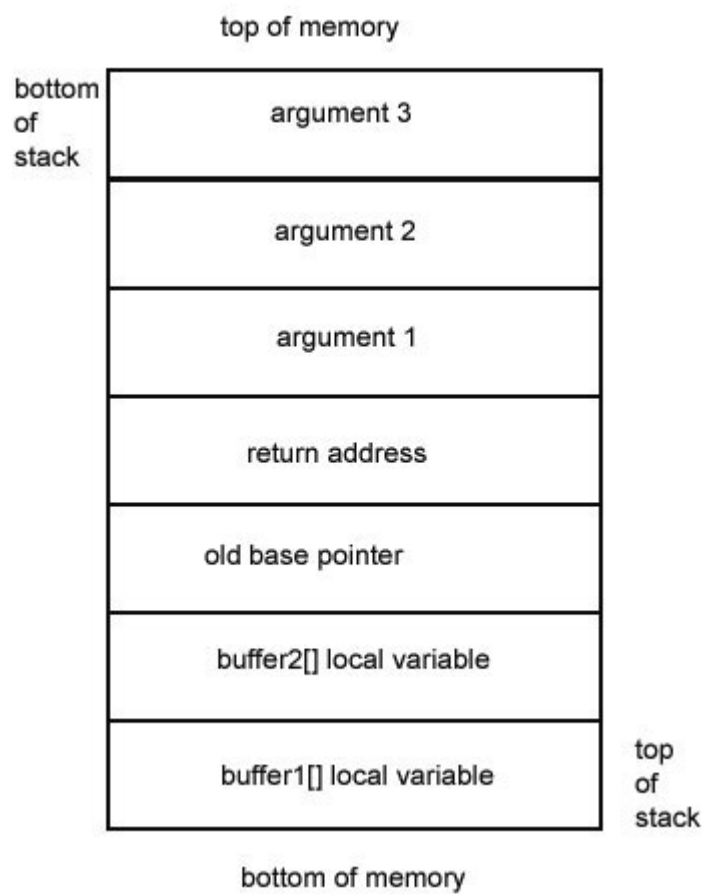 top of memory
bottom
of
stack
argument 3
argument 2
argument 1
return address
old base pointer
buffer2[] local variable
buffer1[] local variable
top
of
stack
bottom of memory